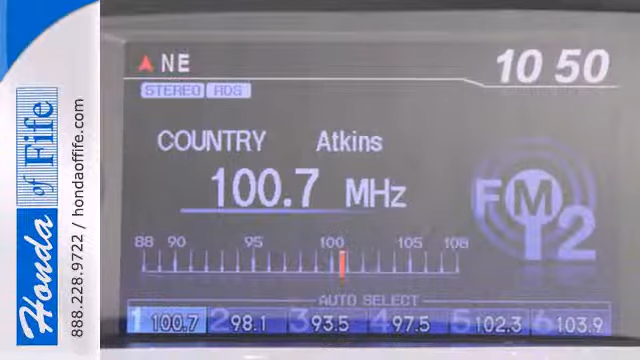 NE
10 50
STEREO RDS
COUNTRY Atkins
100.7 MHz
FM 12
88 90 95 100 105 108
AUTO SELECT
1 100.7 2 98.1 3 93.5 4 97.5 5 102.3 6 103.9
Honda of Fife
888.228.9722 / hondaoffife.com